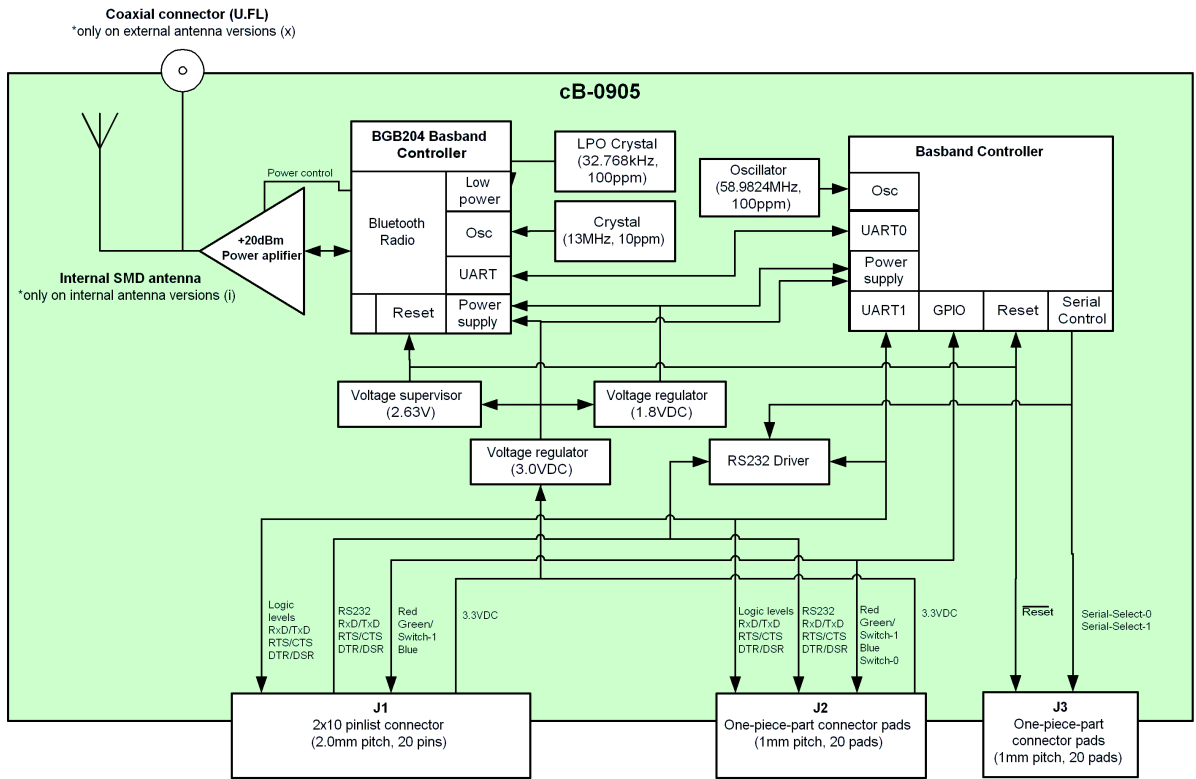 Coaxial connector (U.FL)
*only on external antenna versions (x)
cB-0905
BGB204 Basband
Controller
LPO Crystal
(32.768kHz,
100ppm)
Basband Controller
Power control
Low
power
Oscillator
(58.9824MHz,
100ppm)
Osc
Bluetooth
Radio
Osc
Crystal
(13MHz, 10ppm)
UART0
+20dBm
Power aplifier
UART
Power
supply
Internal SMD antenna
*only on internal antenna versions (i)
Reset
Power
supply
UART1
GPIO
Reset
Serial
Control
Voltage supervisor
(2.63V)
Voltage regulator
(1.8VDC)
Voltage regulator
(3.0VDC)
RS232 Driver
Logic
levels
RxD/TxD
RTS/CTS
DTR/DSR
RS232
RxD/TxD
RTS/CTS
DTR/DSR
Red
Green/
Switch-1
Blue
3.3VDC
Logic levels
RxD/TxD
RTS/CTS
DTR/DSR
RS232
RxD/TxD
RTS/CTS
DTR/DSR
Red
Green/
Switch-1
Blue
Switch-0
3.3VDC
Reset
Serial-Select-0
Serial-Select-1
J1
2x10 pinlist connector
(2.0mm pitch, 20 pins)
J2
One-piece-part connector pads
(1mm pitch, 20 pads)
J3
One-piece-part
connector pads
(1mm pitch, 20 pads)